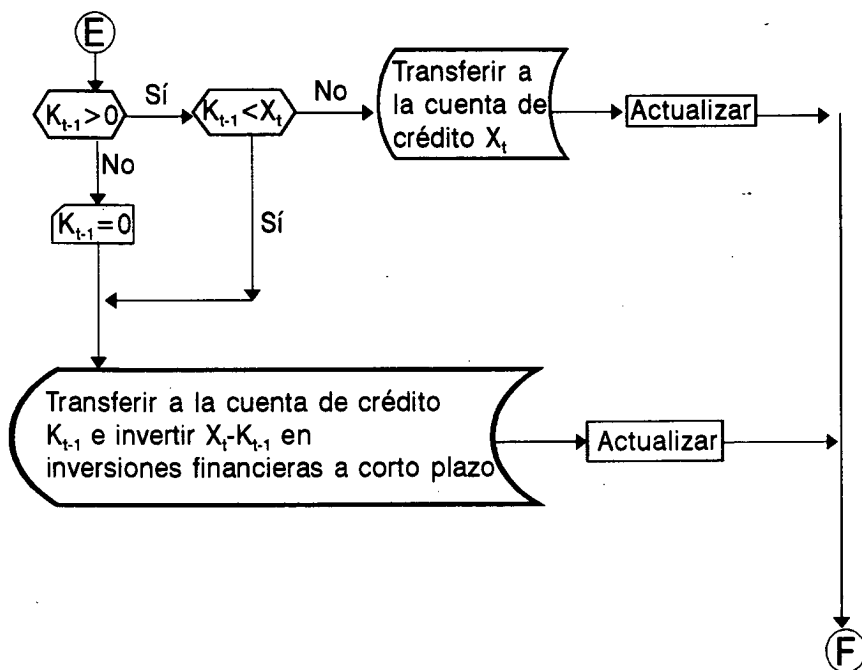 E
K_{t-1}>0
Sí
K_{t-1}<X_t
No
Transferir a
la cuenta de
crédito X_t
Actualizar
No
K_{t-1}=0
Sí
Transferir a la cuenta de crédito
K_{t-1} e invertir X_t-K_{t-1} en
inversiones financieras a corto plazo
Actualizar
F